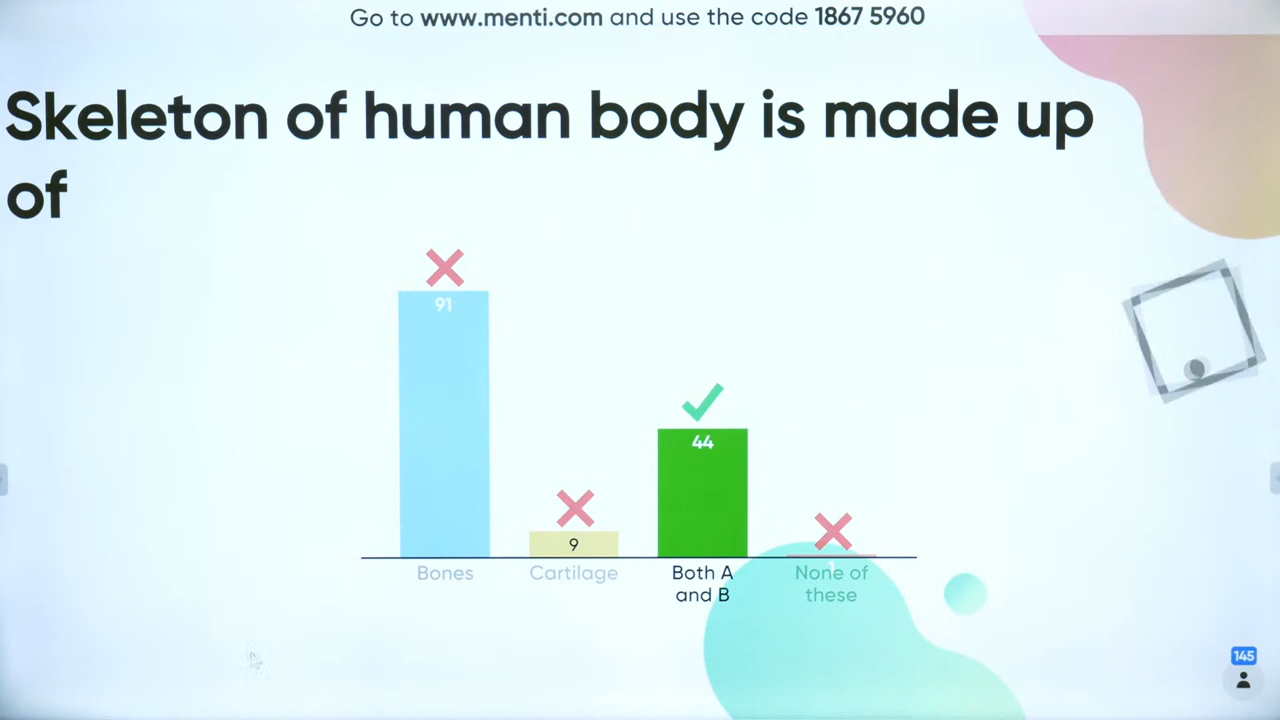 Go to www.menti.com and use the code 1867 5960
Skeleton of human body is made up
of
91
9
44
1
Bones
Cartilage
Both A
and B
None of
these
145